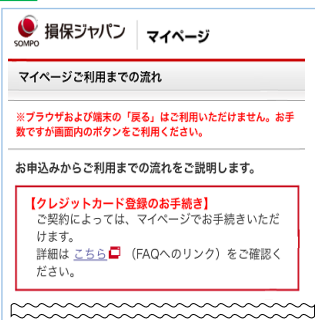 SOMPO 損保ジャパン マイページ
マイページご利用までの流れ
※ブラウザおよび端末の「戻る」はご利用いただけません。お手
数ですが画面内のボタンをご利用ください。
お申込みからご利用までの流れをご説明します。
【クレジットカード登録のお手続き】
ご契約によっては、マイページでお手続きいただ
けます。
詳細は こちら （FAQへのリンク）をご確認く
ださい。